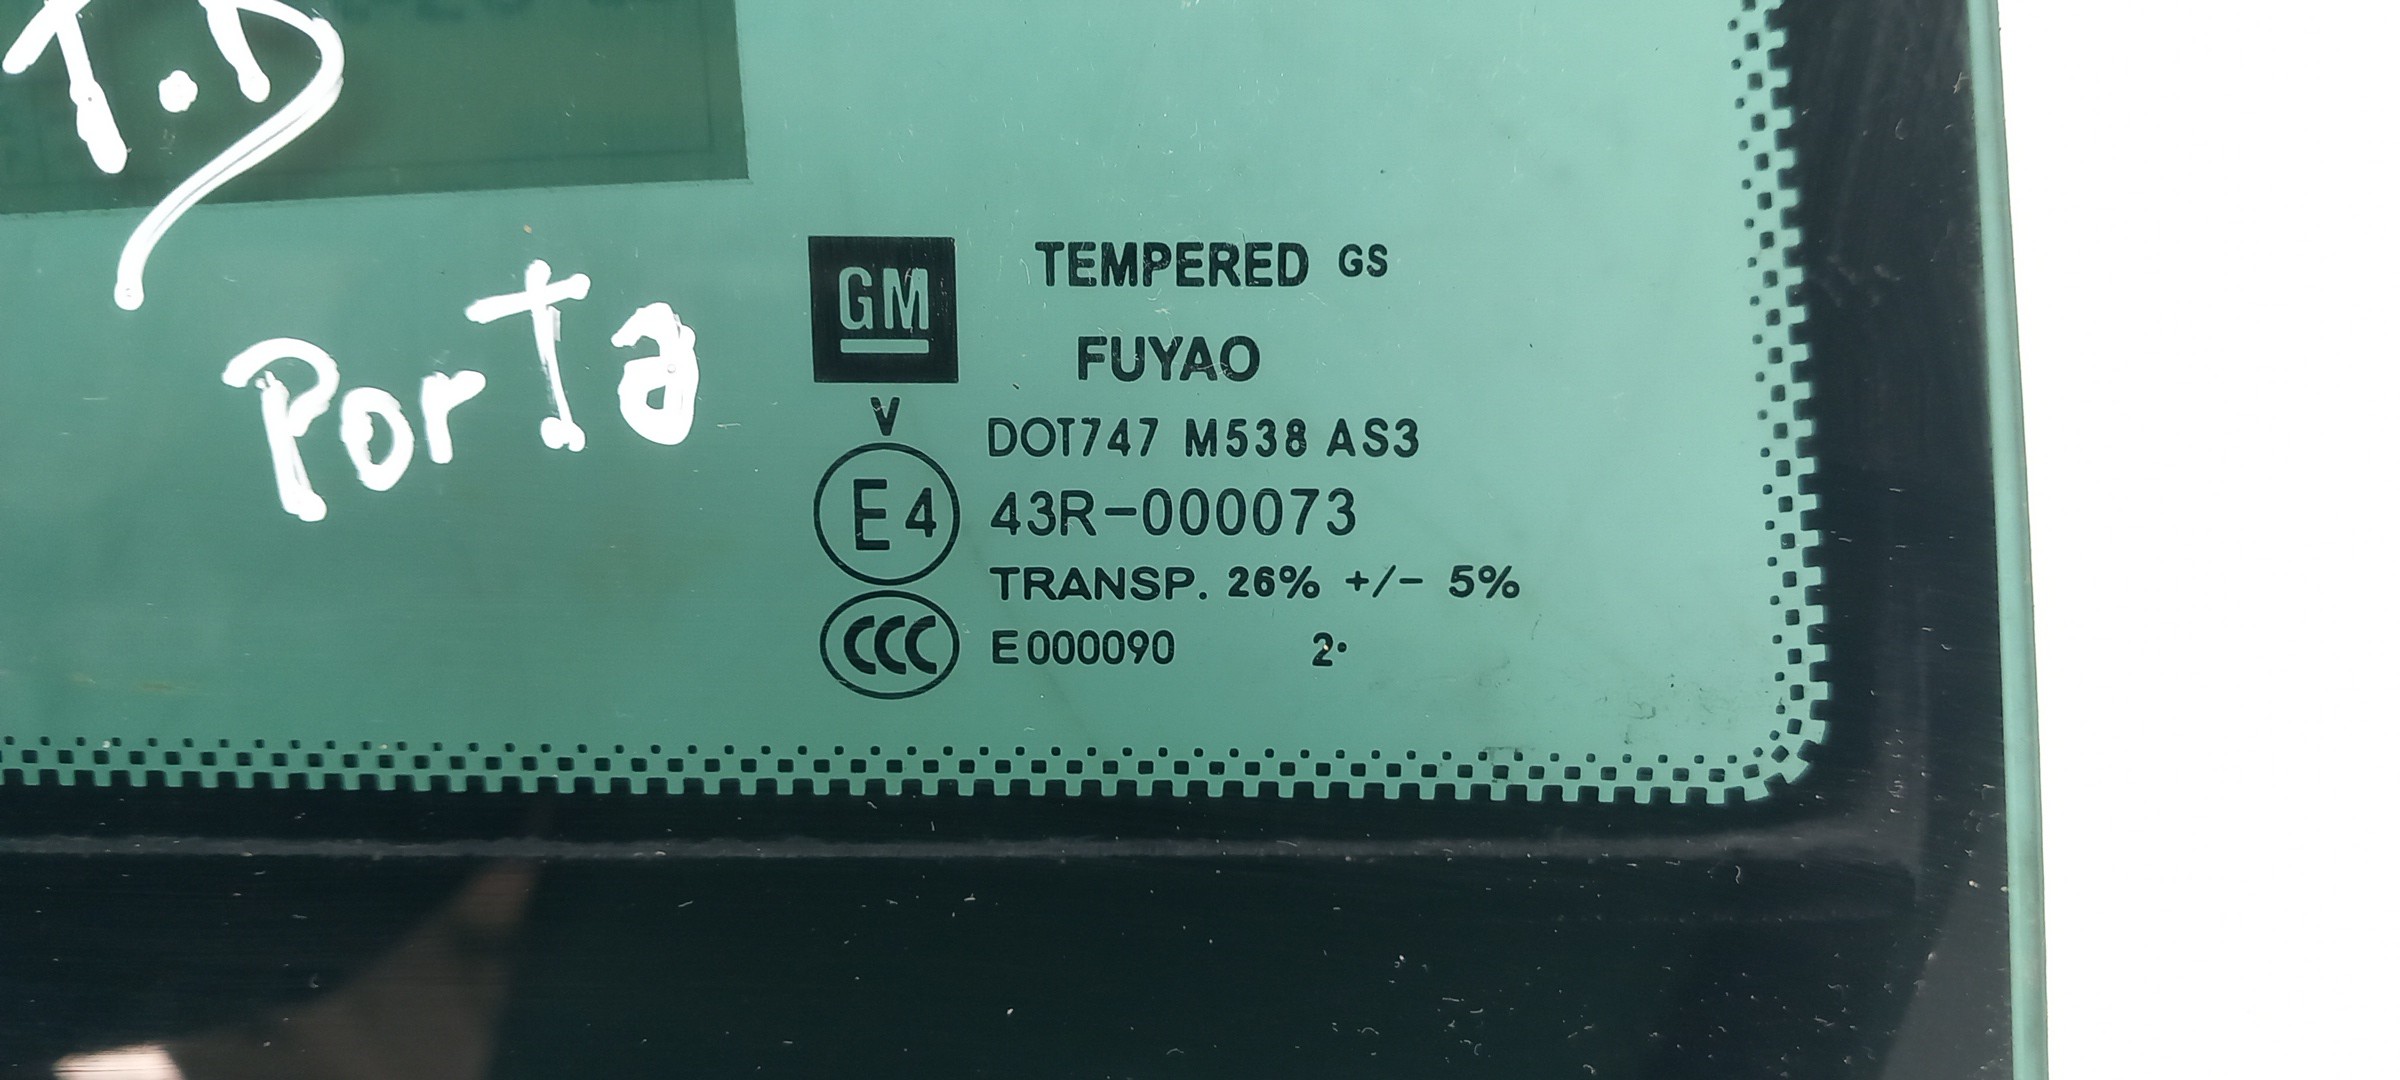 T.D
Porta
GM
TEMPERED GS
FUYAO
V
DOT747 M538 AS3
E4 43R-000073
TRANSP. 26% +/- 5%
CCC E000090 2.